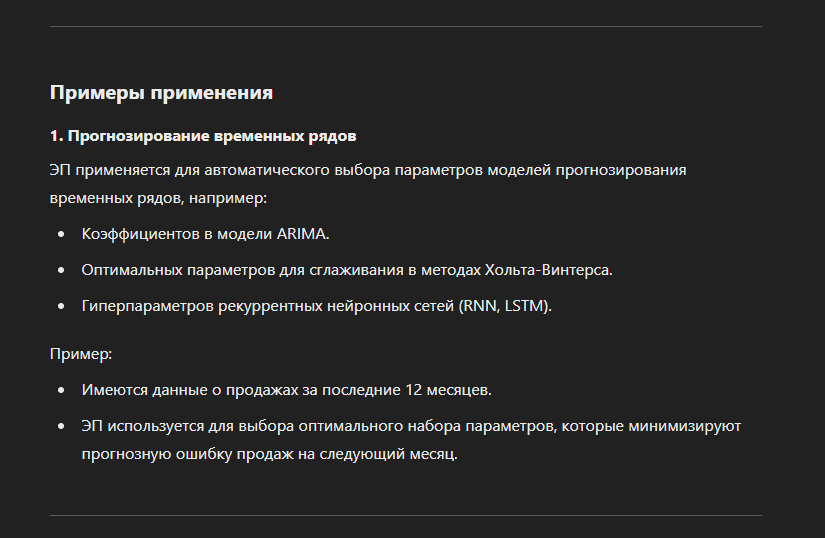 Примеры применения
1. Прогнозирование временных рядов
ЭП применяется для автоматического выбора параметров моделей прогнозирования
временных рядов, например:
• Коэффициентов в модели ARIMA.
• Оптимальных параметров для сглаживания в методах Хольта-Винтерса.
• Гиперпараметров рекуррентных нейронных сетей (RNN, LSTM).
Пример:
• Имеются данные о продажах за последние 12 месяцев.
• ЭП используется для выбора оптимального набора параметров, которые минимизируют
прогнозную ошибку продаж на следующий месяц.